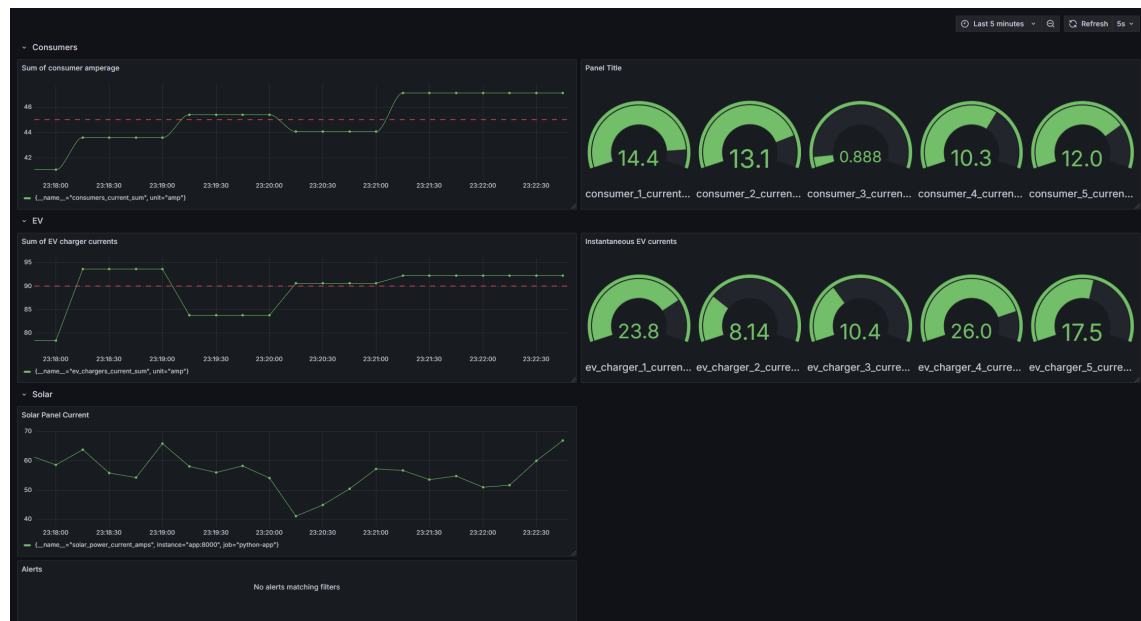 Last 5 minutes Refresh 5s
Consumers
Sum of consumer amperage
46
44
42
23:18:00 23:18:30 23:19:00 23:19:30 23:20:00 23:20:30 23:21:00 23:21:30 23:22:00 23:22:30
{__name__="consumers_current_sum", unit="amp"}
Panel Title
14.4 13.1 0.888 10.3 12.0
consumer_1_current... consumer_2_curren... consumer_3_curren... consumer_4_curren... consumer_5_curren...
EV
Sum of EV charger currents
95
90
85
80
23:18:00 23:18:30 23:19:00 23:19:30 23:20:00 23:20:30 23:21:00 23:21:30 23:22:00 23:22:30
{__name__="ev_chargers_current_sum", unit="amp"}
Instantaneous EV currents
23.8 8.14 10.4 26.0 17.5
ev_charger_1_curren... ev_charger_2_curre... ev_charger_3_curre... ev_charger_4_curre... ev_charger_5_curre...
Solar
Solar Panel Current
70
60
50
40
23:18:00 23:18:30 23:19:00 23:19:30 23:20:00 23:20:30 23:21:00 23:21:30 23:22:00 23:22:30
{__name__="solar_power_current_amps", instance="app:8000", job="python-app"}
Alerts
No alerts matching filters